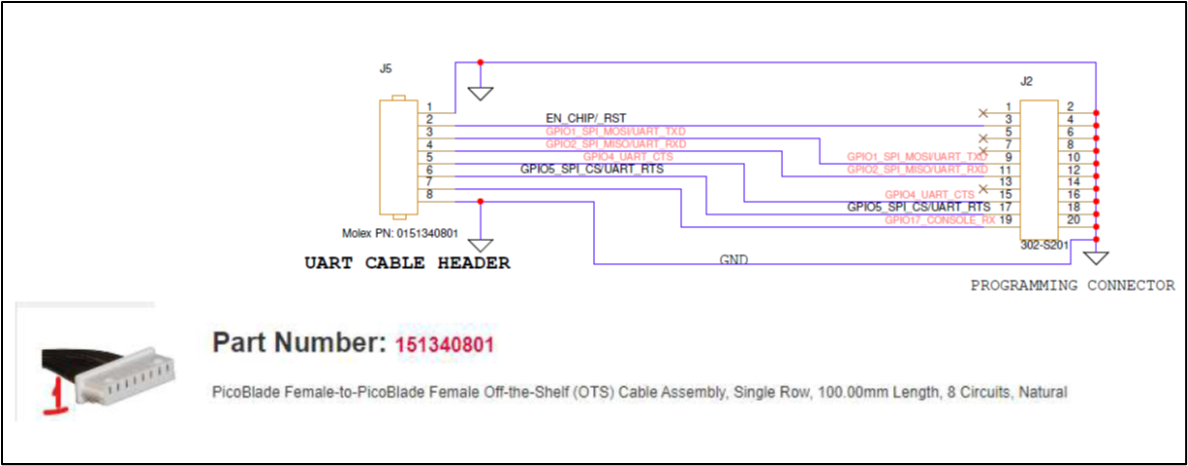 J5
J2
1
2
3
4
5
6
7
8
EN_CHIP/_RST
GPIO1_SPI_MOSI/UART_TXD
GPIO2_SPI_MISO/UART_RXD
GPIO4_UART_CTS
GPIO5_SPI_CS/UART_RTS
GPIO1_SPI_MOSI/UART_TXD
GPIO2_SPI_MISO/UART_RXD
GPIO4_UART_CTS
GPIO5_SPI_CS/UART_RTS
GPIO17_CONSOLE_RX
1 2
3 4
5 6
7 8
9 10
11 12
13 14
15 16
17 18
19 20
Molex PN: 0151340801
302-S201
UART CABLE HEADER
GND
PROGRAMMING CONNECTOR
1
Part Number: 151340801
PicoBlade Female-to-PicoBlade Female Off-the-Shelf (OTS) Cable Assembly, Single Row, 100.00mm Length, 8 Circuits, Natural